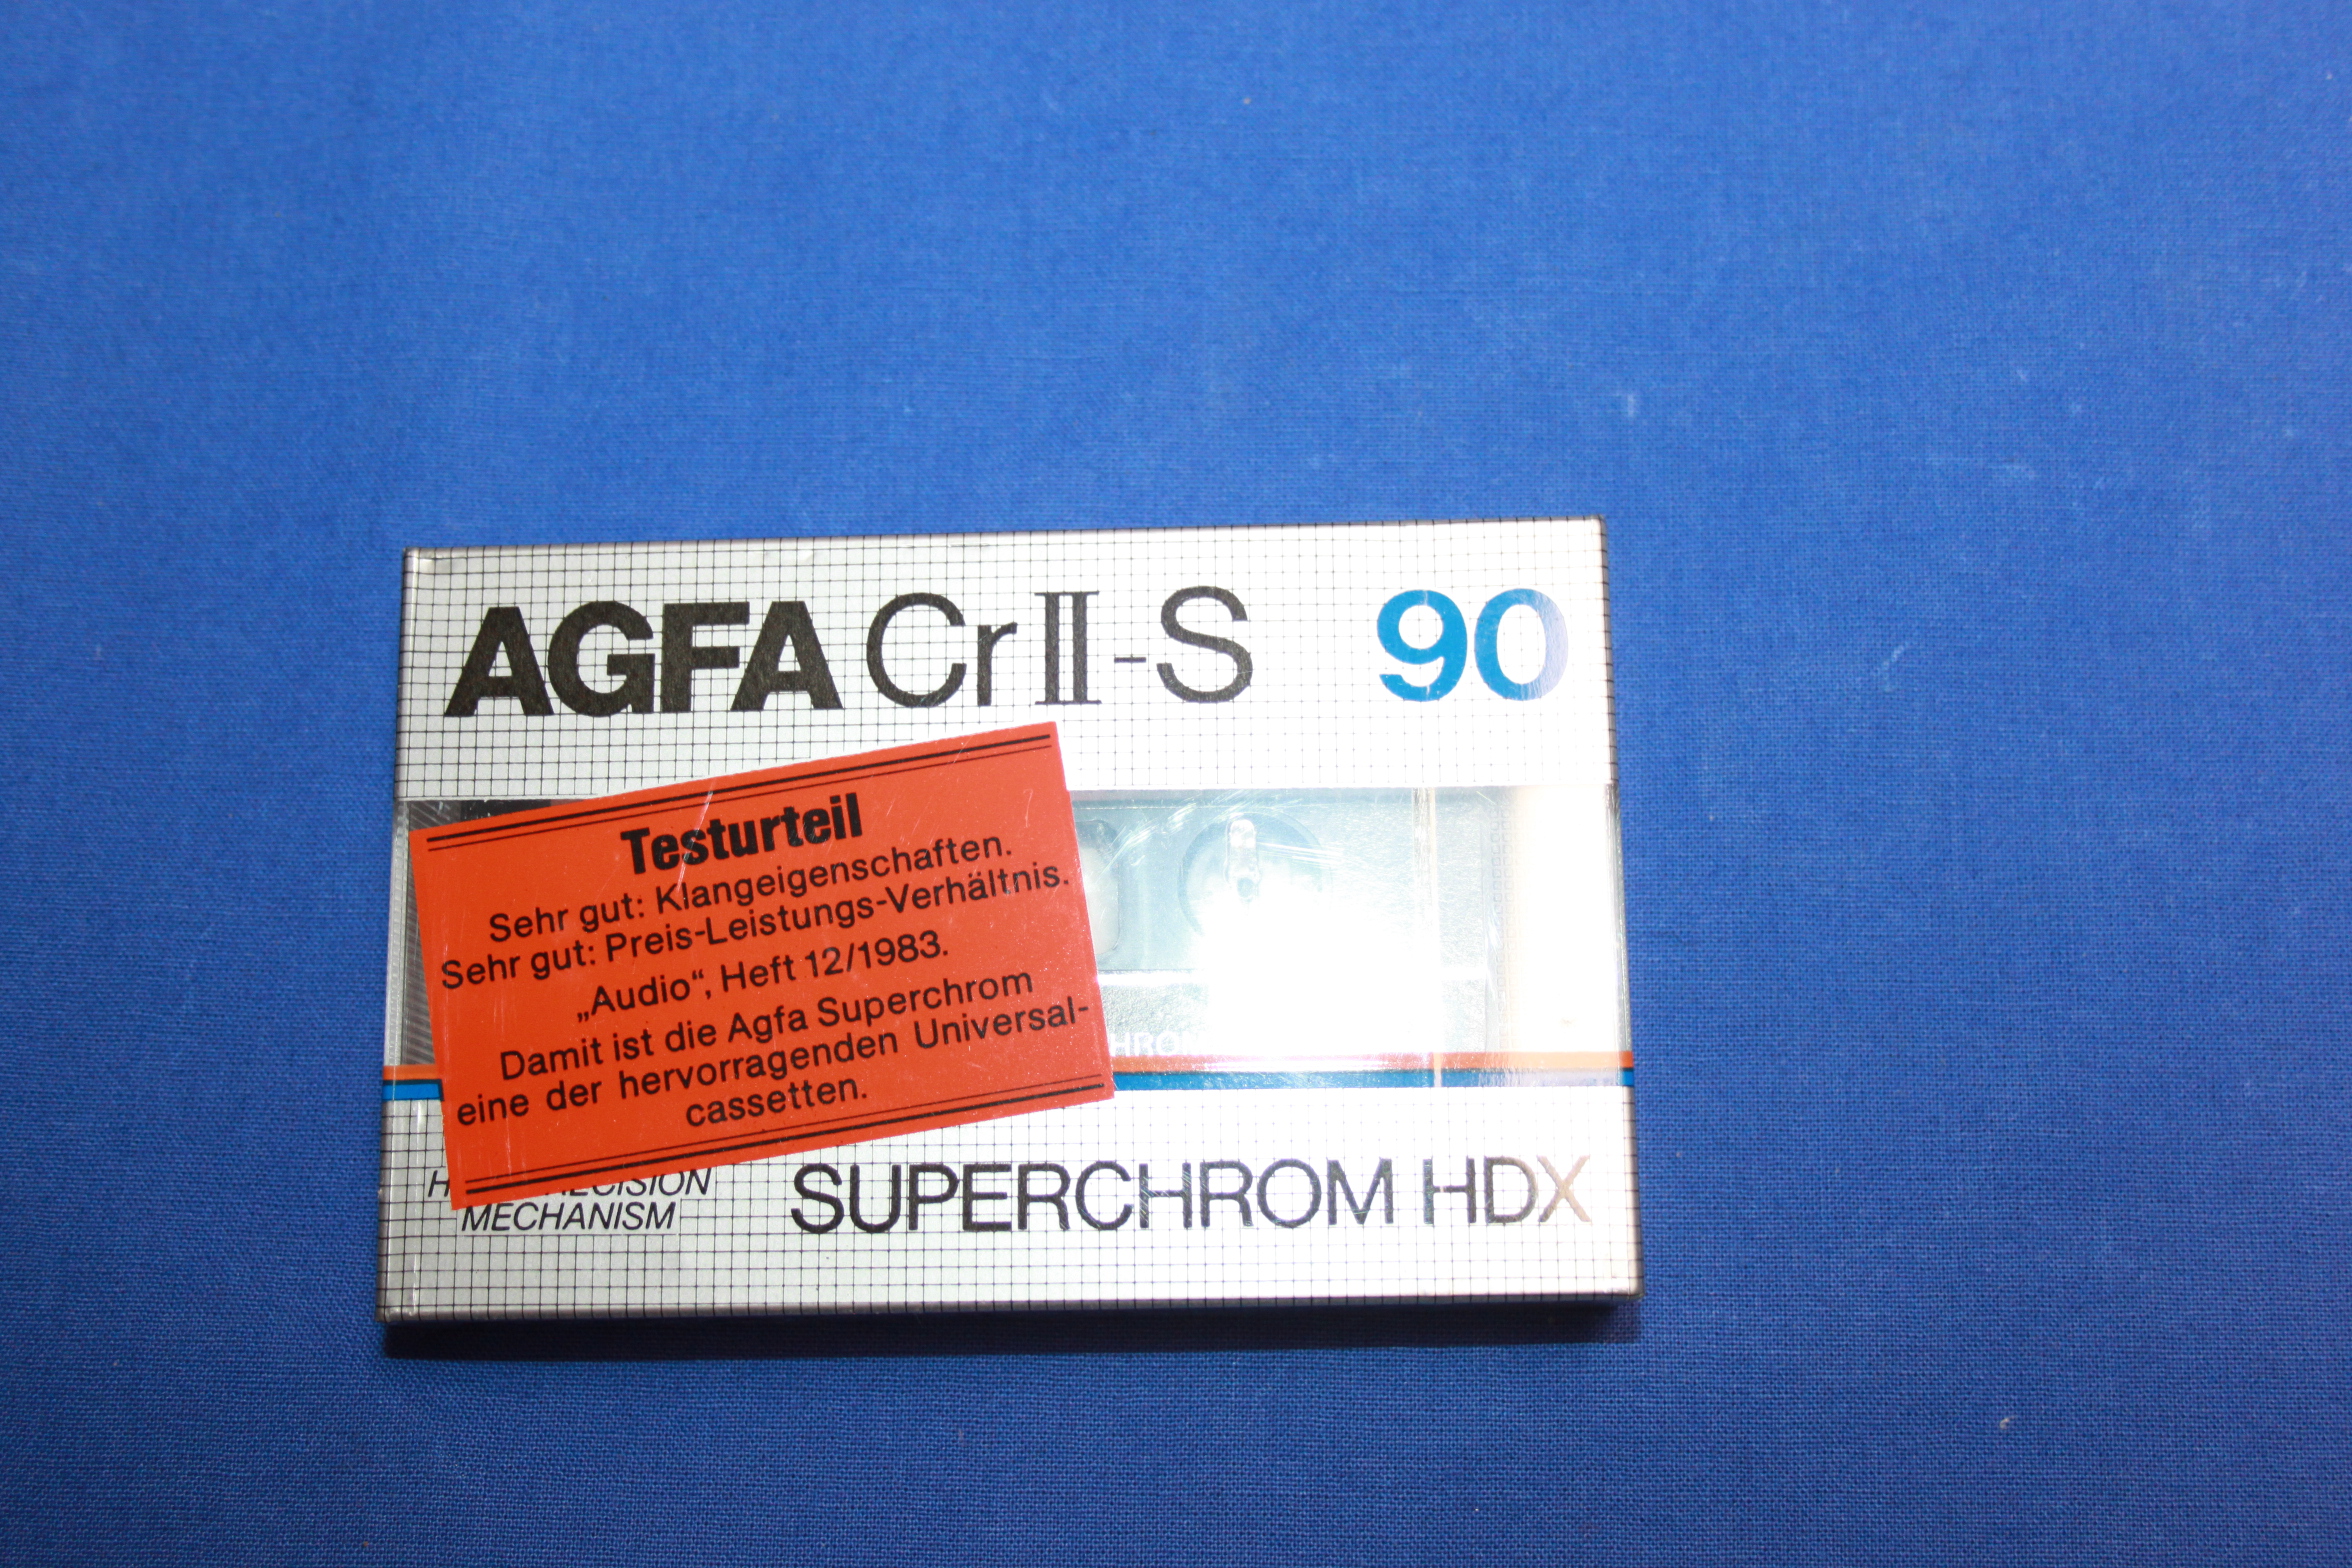 AGFA Cr II-S 90
Testurteil
Sehr gut: Klangeigenschaften.
Sehr gut: Preis-Leistungs-Verhältnis.
„Audio“, Heft 12/1983.
Damit ist die Agfa Superchrom
eine der hervorragenden Universal-
cassetten.
MECHANISM
SUPERCHROM HDX